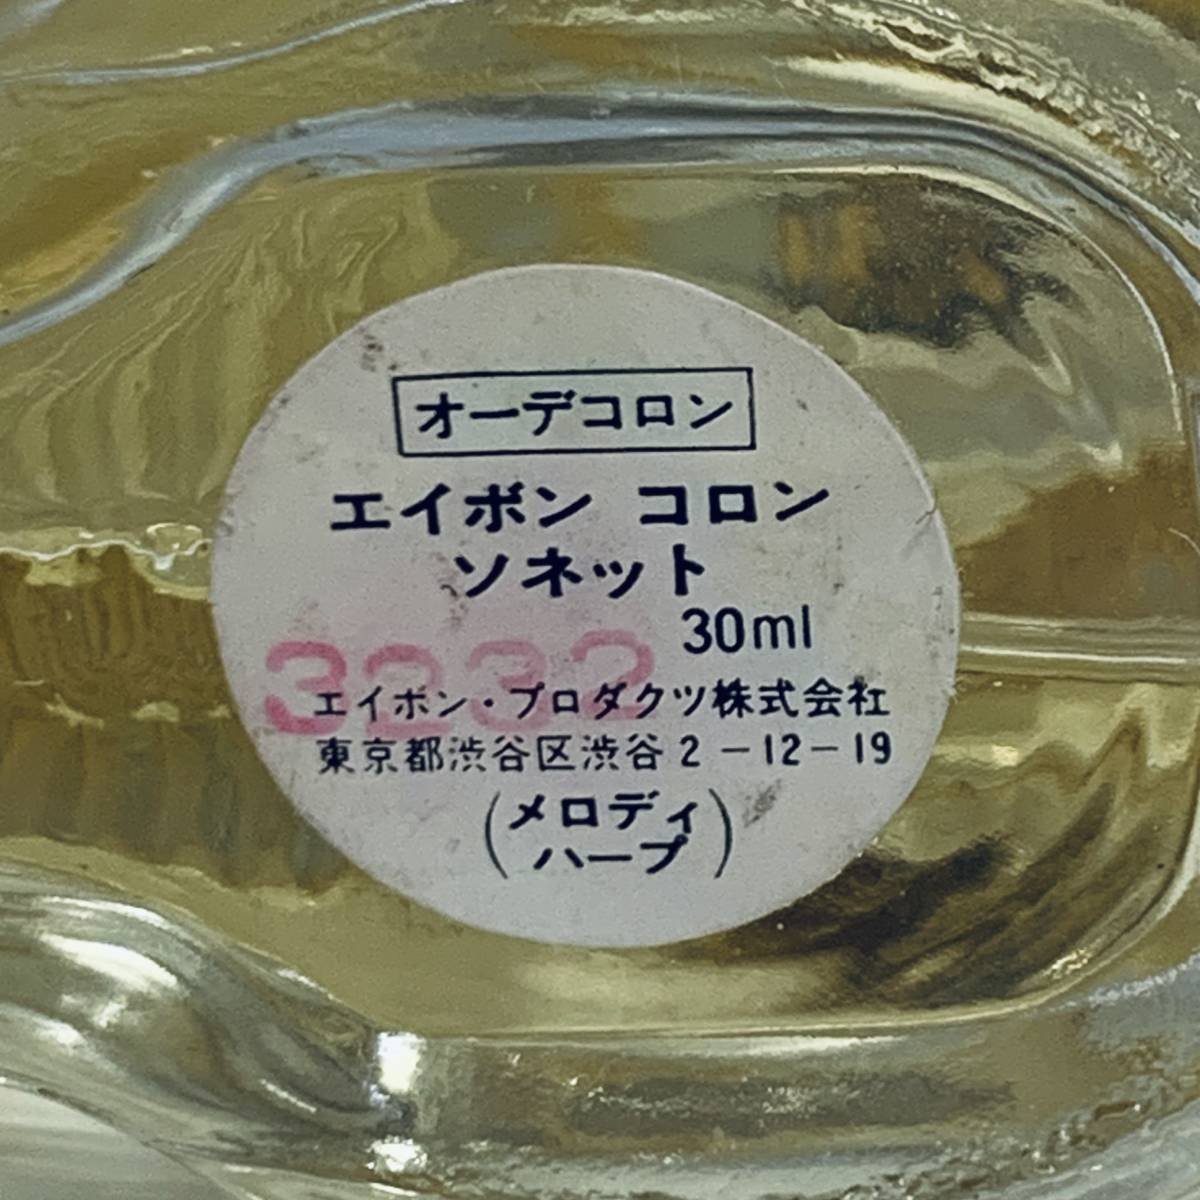 オーデコロン
エイボン コロン
ソネット
30ml
3232
エイボン・プロダクツ株式会社
東京都渋谷区渋谷2-12-19
(メロディ
ハープ)